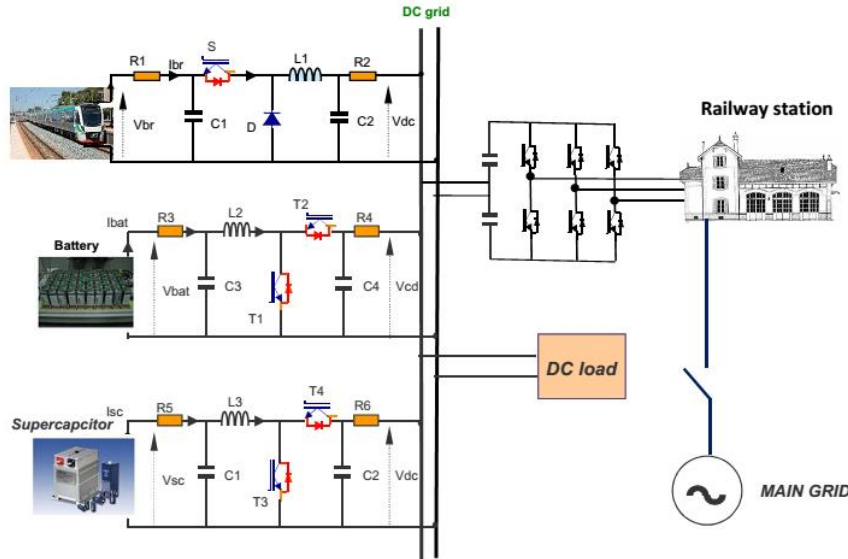 DC grid
S
R1
Ibr
L1
R2
Vbr
C1
D
C2
Vdc
Railway station
Ibat
R3
L2
T2
R4
Battery
Vbat
C3
C4
Vcd
T1
DC load
Isc
R5
L3
T4
R6
Supercapcitor
Vsc
C1
C2
Vdc
T3
MAIN GRID